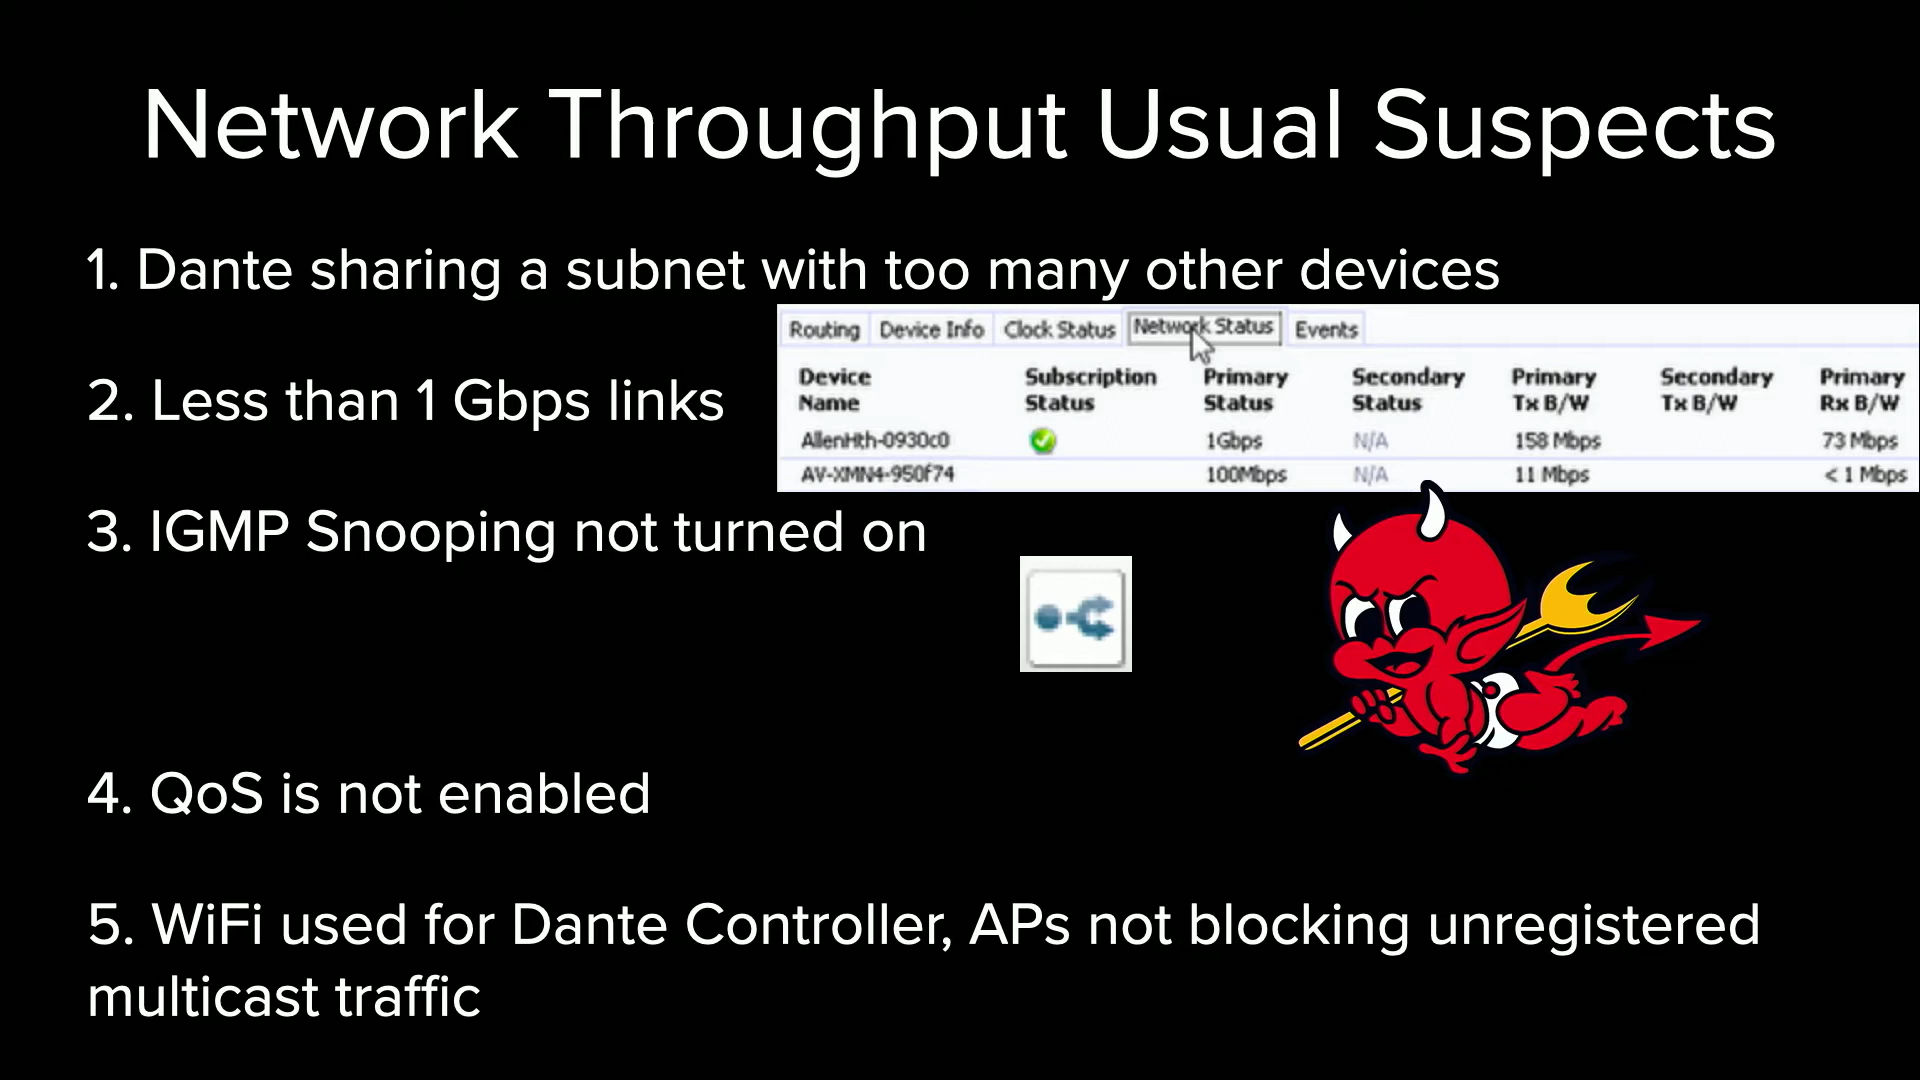 Network Throughput Usual Suspects
1. Dante sharing a subnet with too many other devices
Routing Device Info Clock Status Network Status Events
Device Name Subscription Status Primary Status Secondary Status Primary Tx B/W Secondary Tx B/W Primary Rx B/W
AllenHth-0930c0 1Gbps N/A 158 Mbps 73 Mbps
AV-XMN4-950f74 100Mbps N/A 11 Mbps < 1 Mbps
2. Less than 1 Gbps links
3. IGMP Snooping not turned on
4. QoS is not enabled
5. WiFi used for Dante Controller, APs not blocking unregistered
multicast traffic